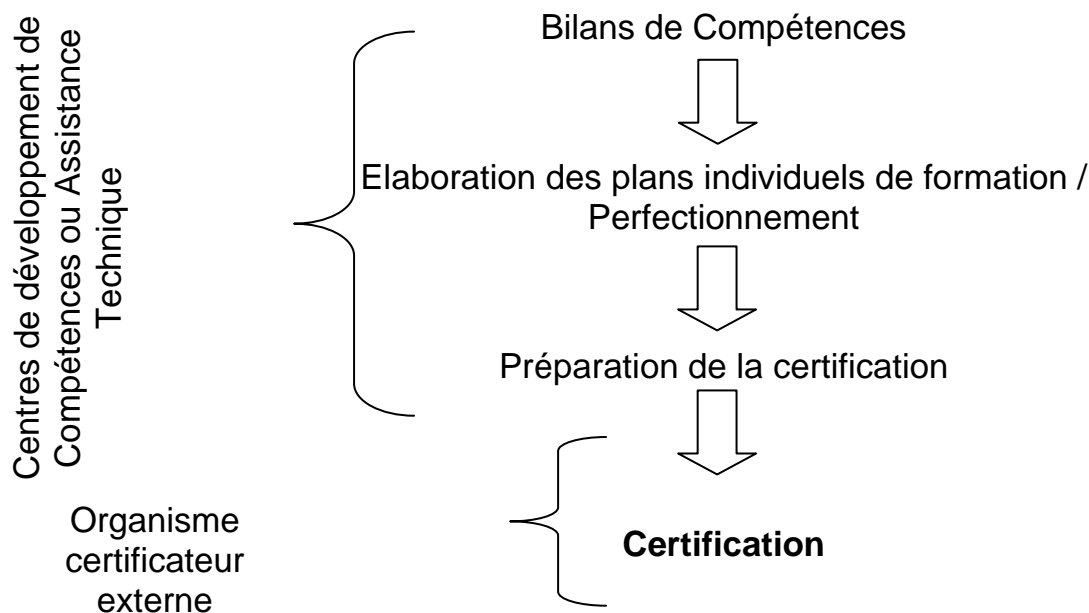 Centres de développement de
Compétences ou Assistance
Technique
Bilans de Compétences
Elaboration des plans individuels de formation /
Perfectionnement
Préparation de la certification
Organisme
certificateur
externe
Certification